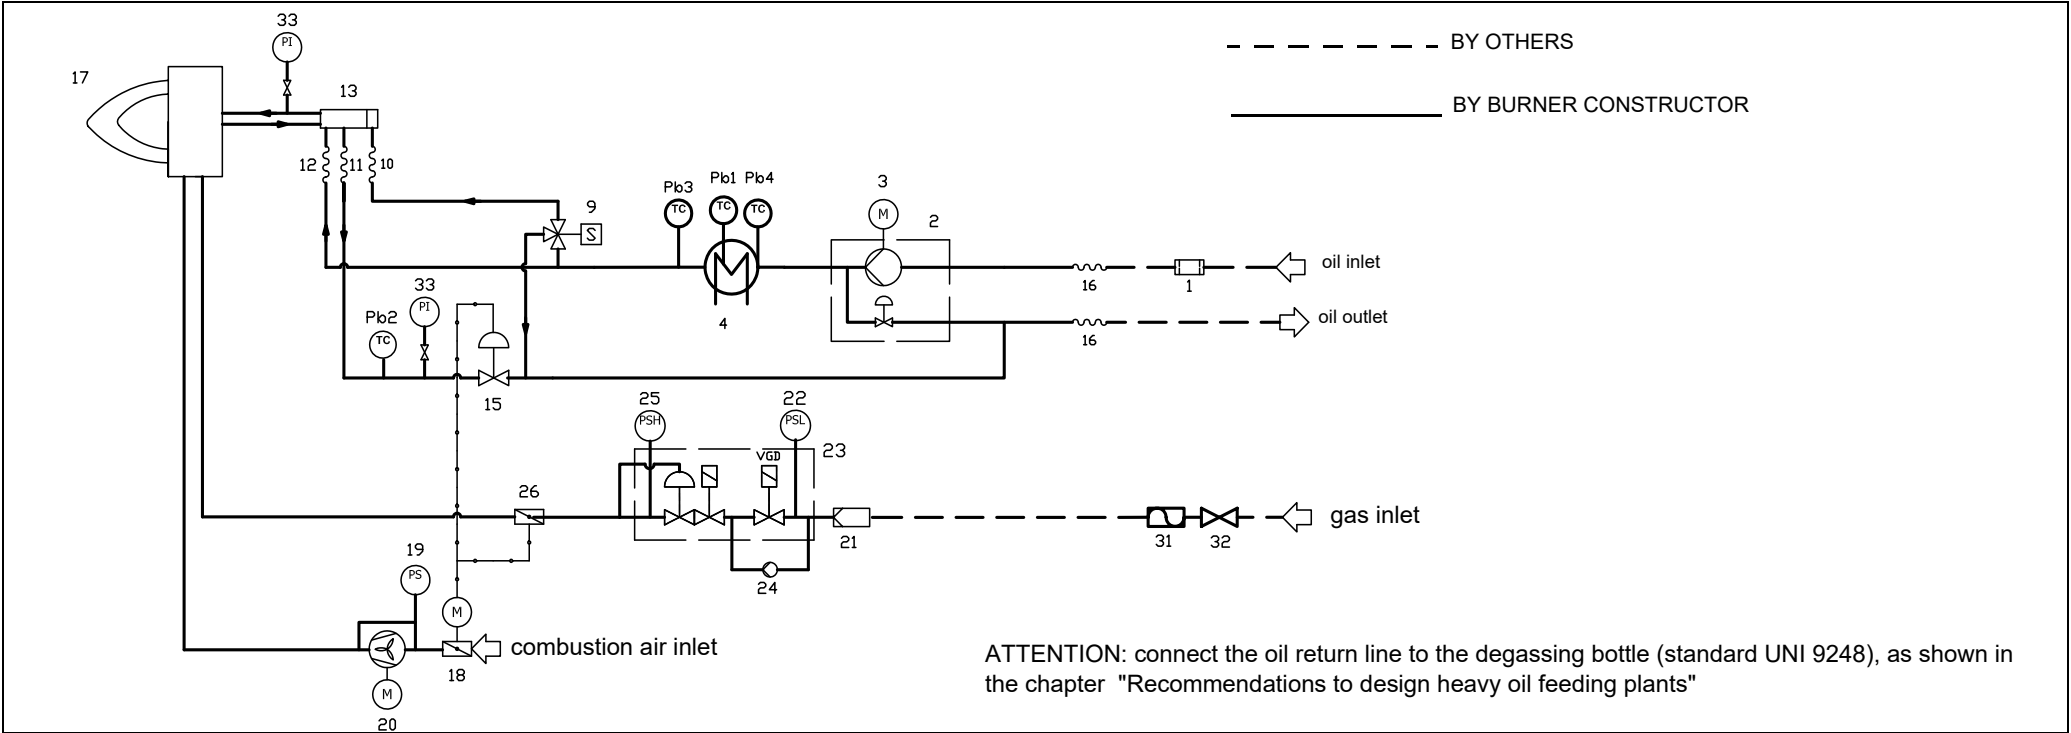 33
PI
BY OTHERS
17
13
BY BURNER CONSTRUCTOR
12
11
10
Pb3
Pb1
Pb4
3
TC
TC
TC
M
2
9
S
oil inlet
33
PI
16
1
4
Pb2
TC
oil outlet
16
15
25
PSH
22
PSL
23
VGD
26
gas inlet
21
31
32
19
PS
24
M
combustion air inlet
18
M
20
ATTENTION: connect the oil return line to the degassing bottle (standard UNI 9248), as shown in
the chapter "Recommendations to design heavy oil feeding plants"